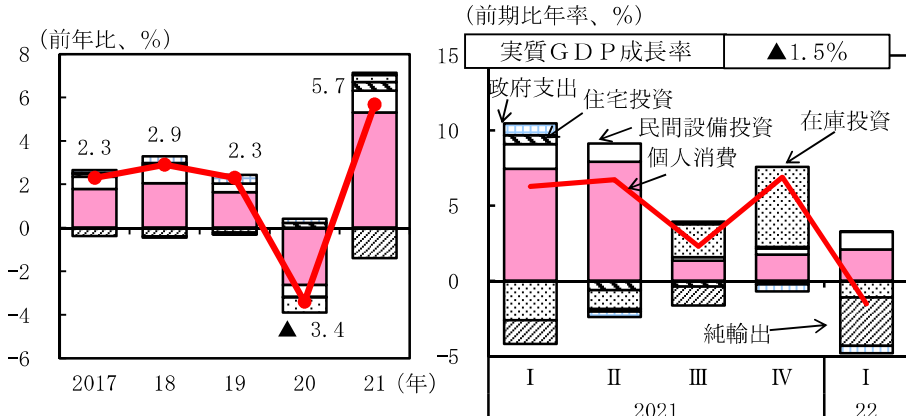 (前年比、%)
8
6
4
2
0
−2
−4
−6
2.3
2.9
2.3
▲ 3.4
5.7
2017 18 19 20 21 (年)
(前期比年率、%)
実質GDP成長率 ▲1.5%
15
10
5
0
−5
政府支出
住宅投資
民間設備投資
個人消費
在庫投資
純輸出
Ⅰ Ⅱ Ⅲ Ⅳ Ⅰ
2021 22